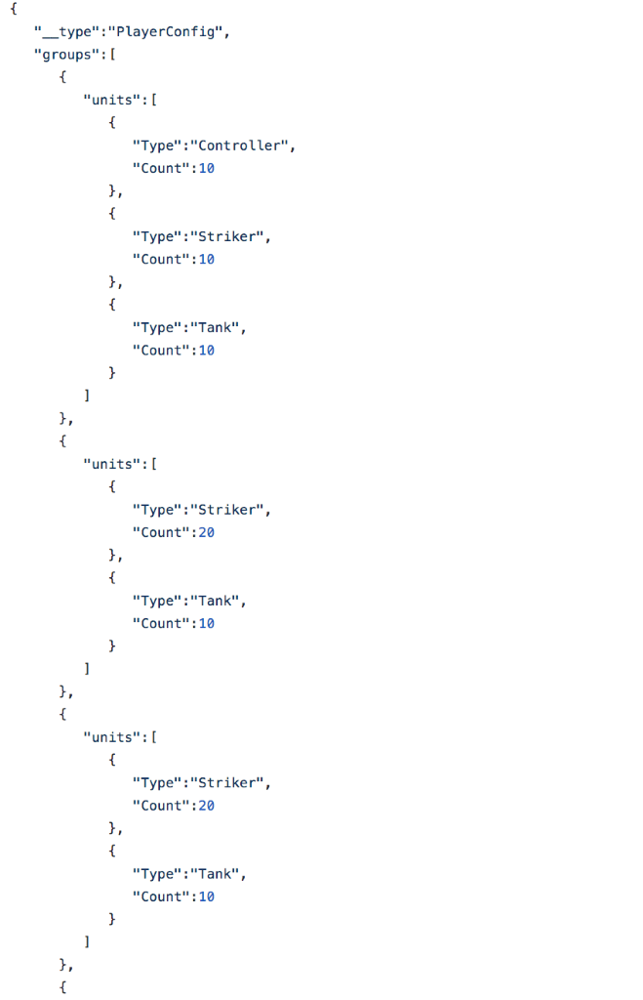 {
   "__type":"PlayerConfig",
   "groups":[
      {
         "units":[
            {
               "Type":"Controller",
               "Count":10
            },
            {
               "Type":"Striker",
               "Count":10
            },
            {
               "Type":"Tank",
               "Count":10
            }
         ]
      },
      {
         "units":[
            {
               "Type":"Striker",
               "Count":20
            },
            {
               "Type":"Tank",
               "Count":10
            }
         ]
      },
      {
         "units":[
            {
               "Type":"Striker",
               "Count":20
            },
            {
               "Type":"Tank",
               "Count":10
            }
         ]
      },
      {